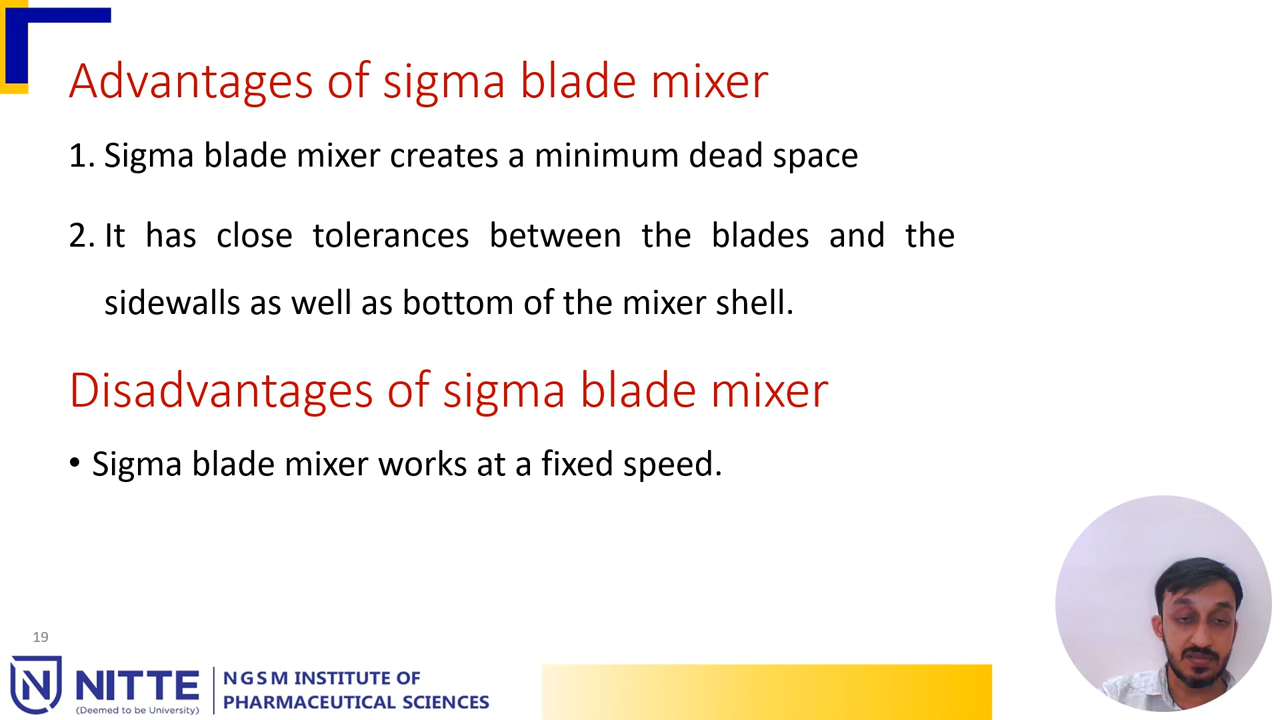 Advantages of sigma blade mixer
1. Sigma blade mixer creates a minimum dead space
2. It has close tolerances between the blades and the
sidewalls as well as bottom of the mixer shell.
Disadvantages of sigma blade mixer
• Sigma blade mixer works at a fixed speed.
19
NITTE
(Deemed to be University)
NGSM INSTITUTE OF
PHARMACEUTICAL SCIENCES